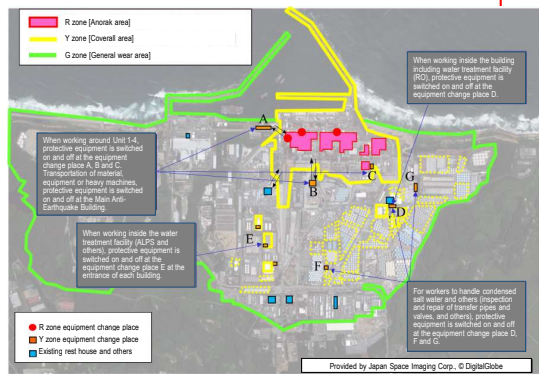 R zone [Anorak area]
Y zone [Coverall area]
G zone [General wear area]
When working inside the building
including water treatment facility
(RO), protective equipment is
switched on and off at the
equipment change place D.
A
When working around Unit 1-4,
protective equipment is switched
on and off at the equipment
change place A, B and C.
Transportation of material,
equipment or heavy machines,
protective equipment is switched
on and off at the Main Anti-
Earthquake Building.
C
G
B
D
When working inside the water
treatment facility (ALPS and
others), protective equipment is
switched on and off at the
equipment change place E at the
entrance of each building.
E
F
For workers to handle condensed
salt water and others (inspection
and repair of transfer pipes and
valves, and others), protective
equipment is switched on and off
at the equipment change place D,
F and G.
R zone equipment change place
Y zone equipment change place
Existing rest house and others
Provided by Japan Space Imaging Corp., © DigitalGlobe